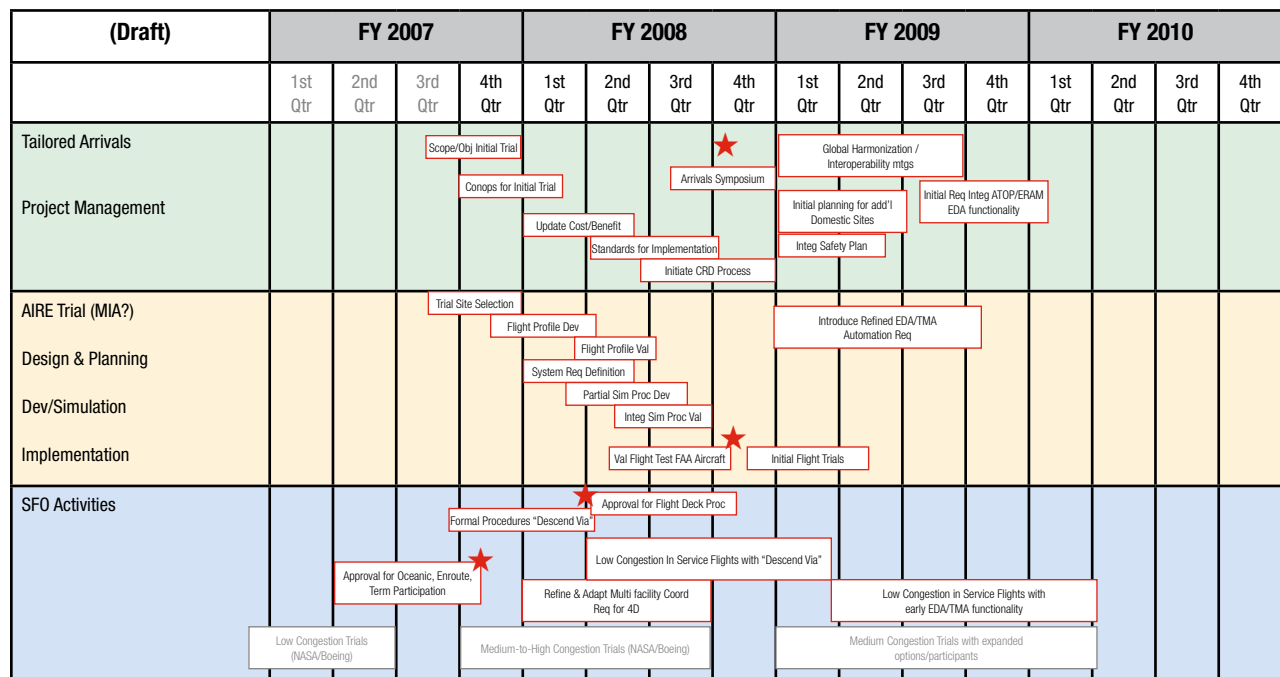 (Draft)
FY 2007
FY 2008
FY 2009
FY 2010
1st
Qtr
2nd
Qtr
3rd
Qtr
4th
Qtr
1st
Qtr
2nd
Qtr
3rd
Qtr
4th
Qtr
1st
Qtr
2nd
Qtr
3rd
Qtr
4th
Qtr
1st
Qtr
2nd
Qtr
3rd
Qtr
4th
Qtr
Tailored Arrivals
Scope/Obj Initial Trial
Global Harmonization /
Interoperability mtgs
Arrivals Symposium
Conops for Initial Trial
Initial Req Integ ATOP/ERAM
EDA functionality
Project Management
Initial planning for add'l
Domestic Sites
Update Cost/Benefit
Standards for Implementation
Integ Safety Plan
Initiate CRD Process
AIRE Trial (MIA?)
Trial Site Selection
Flight Profile Dev
Introduce Refined EDA/TMA
Automation Req
Design & Planning
Flight Profile Val
System Req Definition
Dev/Simulation
Partial Sim Proc Dev
Integ Sim Proc Val
Implementation
Val Flight Test FAA Aircraft
Initial Flight Trials
SFO Activities
Approval for Flight Deck Proc
Formal Procedures “Descend Via”
Low Congestion In Service Flights with “Descend Via”
Approval for Oceanic, Enroute,
Term Participation
Refine & Adapt Multi facility Coord
Req for 4D
Low Congestion in Service Flights with
early EDA/TMA functionality
Low Congestion Trials
(NASA/Boeing)
Medium-to-High Congestion Trials (NASA/Boeing)
Medium Congestion Trials with expanded
options/participants